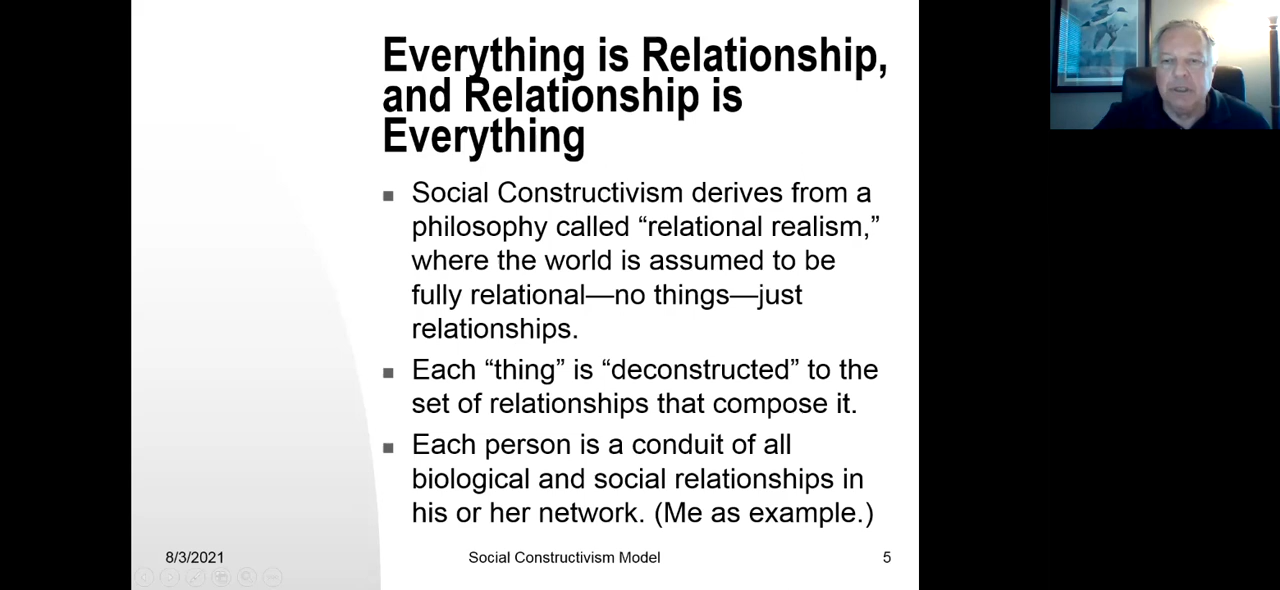 Everything is Relationship,
and Relationship is
Everything
Social Constructivism derives from a
philosophy called “relational realism,”
where the world is assumed to be
fully relational—no things—just
relationships.
Each “thing” is “deconstructed” to the
set of relationships that compose it.
Each person is a conduit of all
biological and social relationships in
his or her network. (Me as example.)
8/3/2021
Social Constructivism Model
5